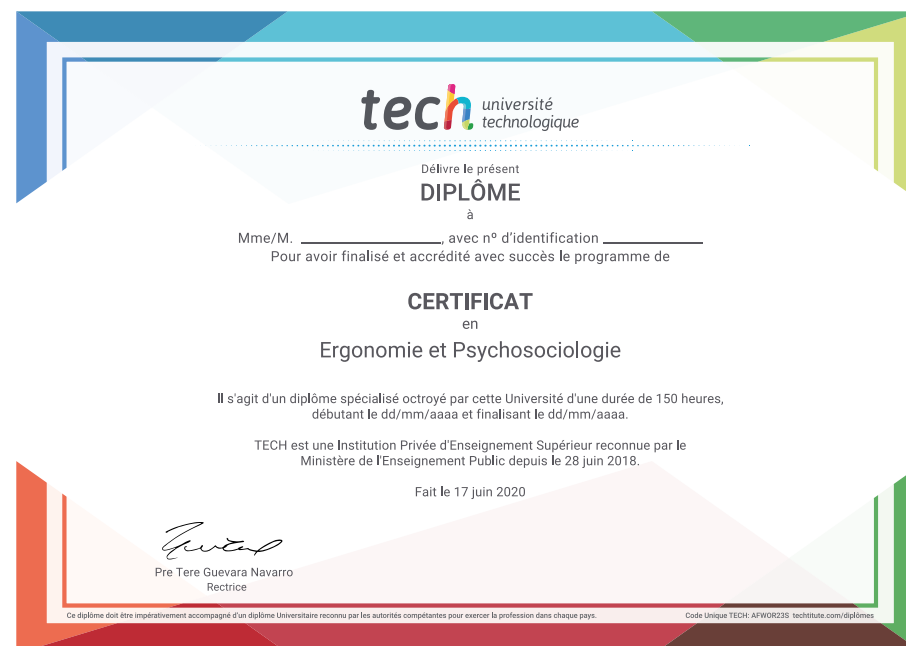 tech université
technologique
Délivre le présent
DIPLÔME
à
Mme/M. ____________________, avec nº d'identification ______________
Pour avoir finalisé et accrédité avec succès le programme de
CERTIFICAT
en
Ergonomie et Psychosociologie
Il s'agit d'un diplôme spécialisé octroyé par cette Université d'une durée de 150 heures,
débutant le dd/mm/aaaa et finalisant le dd/mm/aaaa.
TECH est une Institution Privée d'Enseignement Supérieur reconnue par le
Ministère de l'Enseignement Public depuis le 28 juin 2018.
Fait le 17 juin 2020
Pre Tere Guevara Navarro
Rectrice
Ce diplôme doit être impérativement accompagné d'un diplôme Universitaire reconnu par les autorités compétantes pour exercer la profession dans chaque pays. Code Unique TECH: AFWOR23S techtitute.com/diplômes